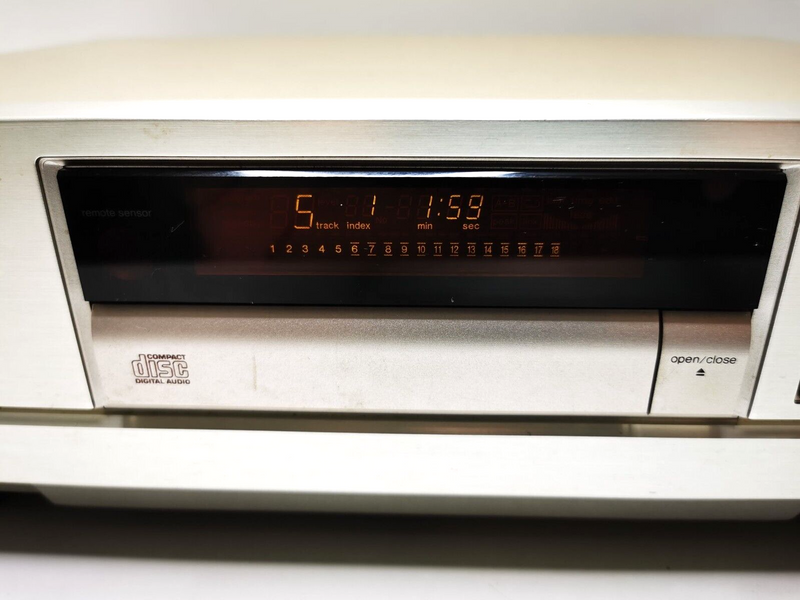 remote sensor
5 track 1 index 1:59 min sec
1 2 3 4 5 6 7 8 9 10 11 12 13 14 15 16 17 18
COMPACT
disc
DIGITAL AUDIO
open/close